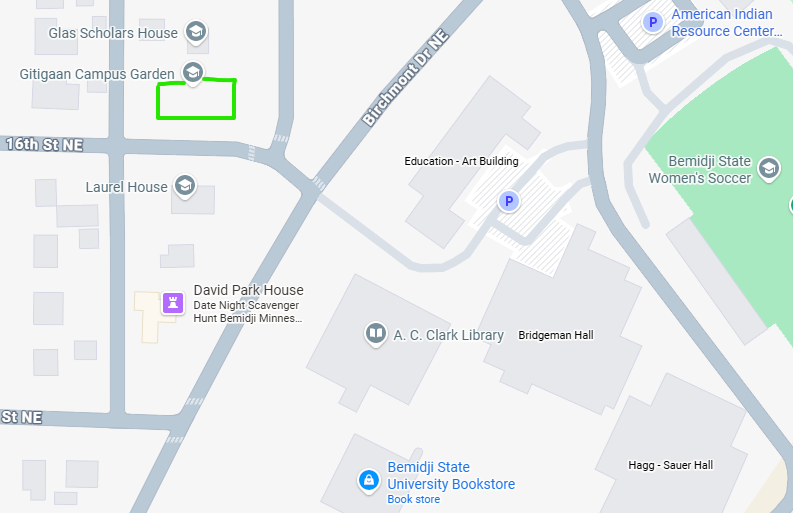 Glas Scholars House
Gitigaan Campus Garden
16th St NE
Laurel House
David Park House
Date Night Scavenger
Hunt Bemidji Minnes...
St NE
Birchmont Dr NE
Education - Art Building
P
P
American Indian
Resource Center...
Bemidji State
Women's Soccer
A. C. Clark Library
Bridgeman Hall
Hagg - Sauer Hall
Bemidji State
University Bookstore
Book store